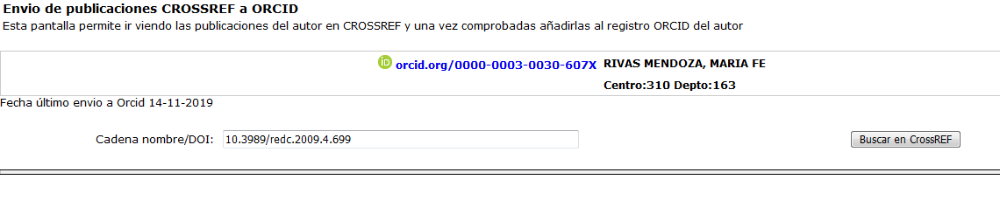 Envio de publicaciones CROSSREF a ORCID
Esta pantalla permite ir viendo las publicaciones del autor en CROSSREF y una vez comprobadas añadirlas al registro ORCID del autor
iD orcid.org/0000-0003-0030-607X RIVAS MENDOZA, MARIA FE
Centro:310 Depto:163
Fecha último envio a Orcid 14-11-2019
Cadena nombre/DOI: 10.3989/redc.2009.4.699 Buscar en CrossREF